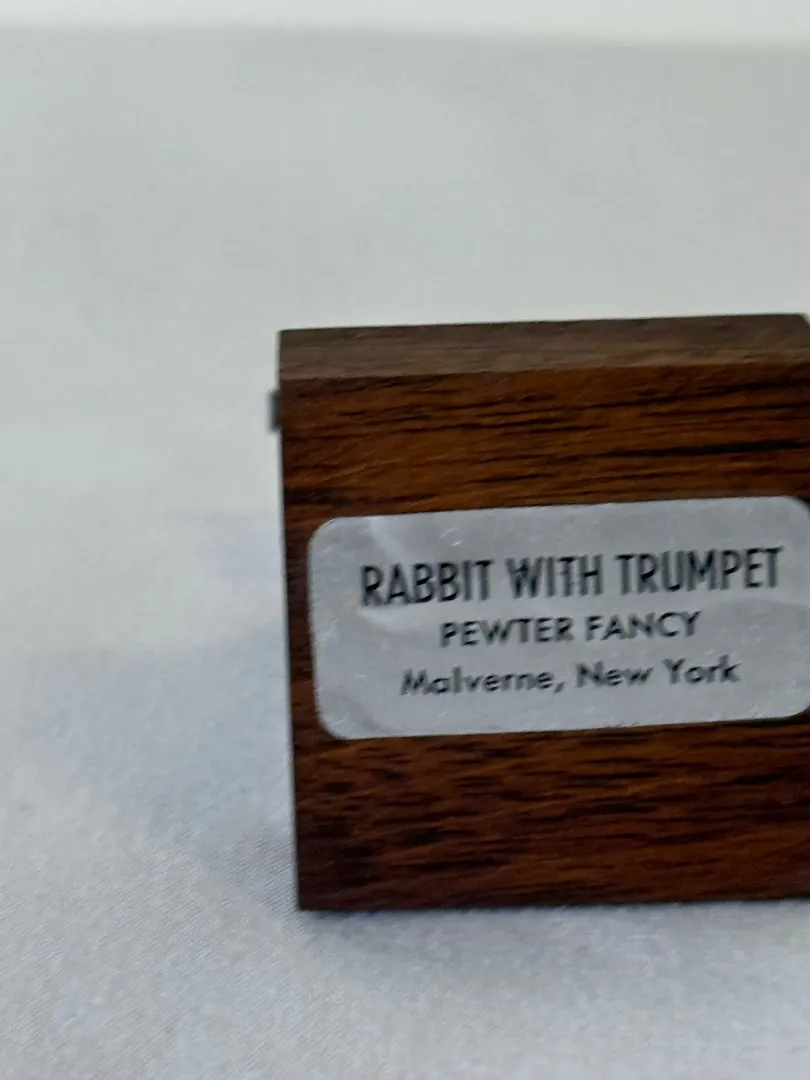 RABBIT WITH TRUMPET
PEWTER FANCY
Malverne, New York